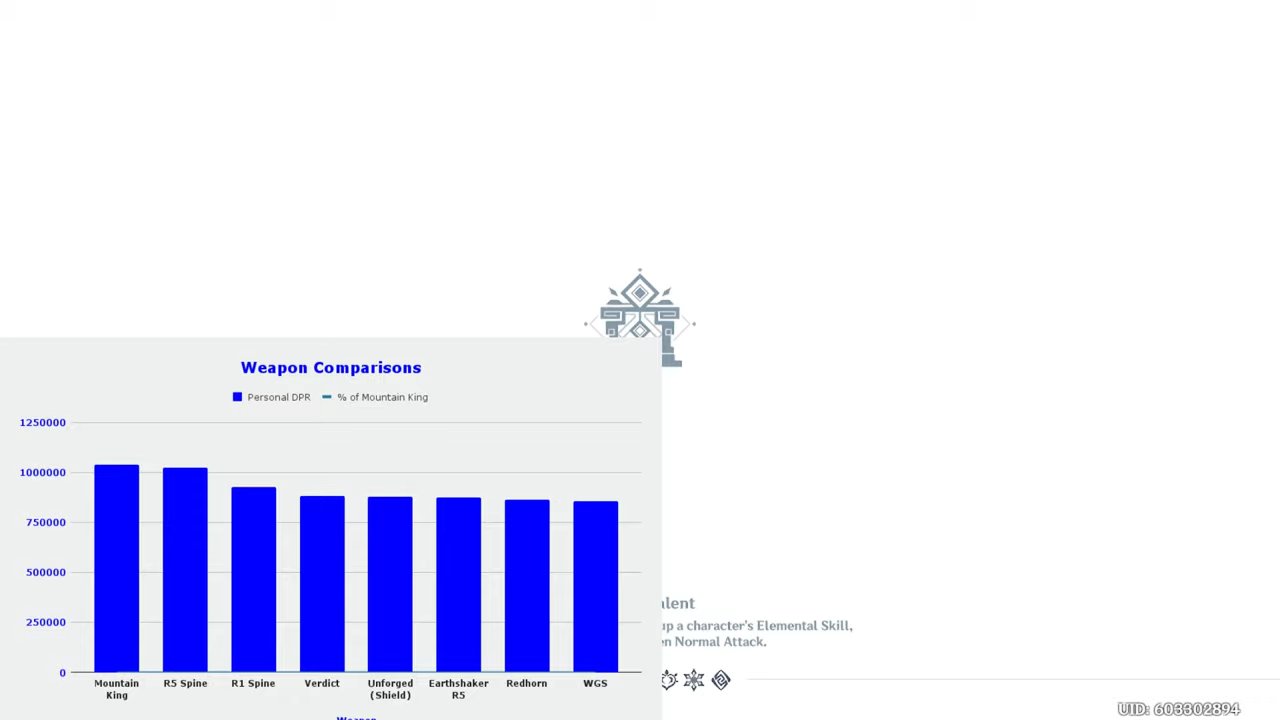 Weapon Comparisons
Personal DPR
% of Mountain King
1250000
1000000
750000
500000
250000
0
Mountain King
R5 Spine
R1 Spine
Verdict
Unforged (Shield)
Earthshaker R5
Redhorn
WGS
alent
up a character's Elemental Skill,
en Normal Attack.
UID: 603302894